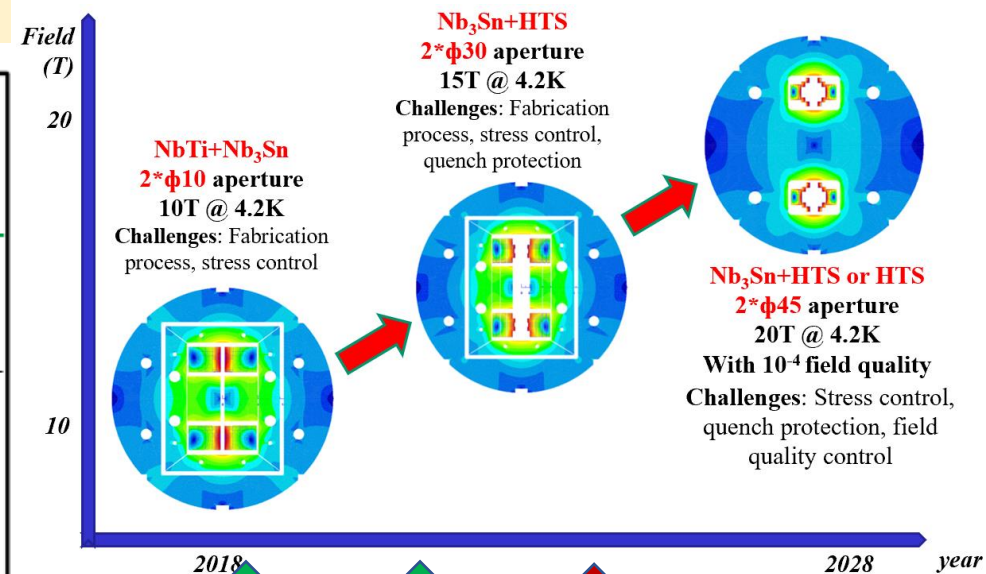 Field
(T)
20
10
NbTi+Nb₃Sn
2*ϕ10 aperture
10T @ 4.2K
Challenges: Fabrication
process, stress control
Nb₃Sn+HTS
2*ϕ30 aperture
15T @ 4.2K
Challenges: Fabrication
process, stress control,
quench protection
Nb₃Sn+HTS or HTS
2*ϕ45 aperture
20T @ 4.2K
With 10⁻⁴ field quality
Challenges: Stress control,
quench protection, field
quality control
2018
2028
year